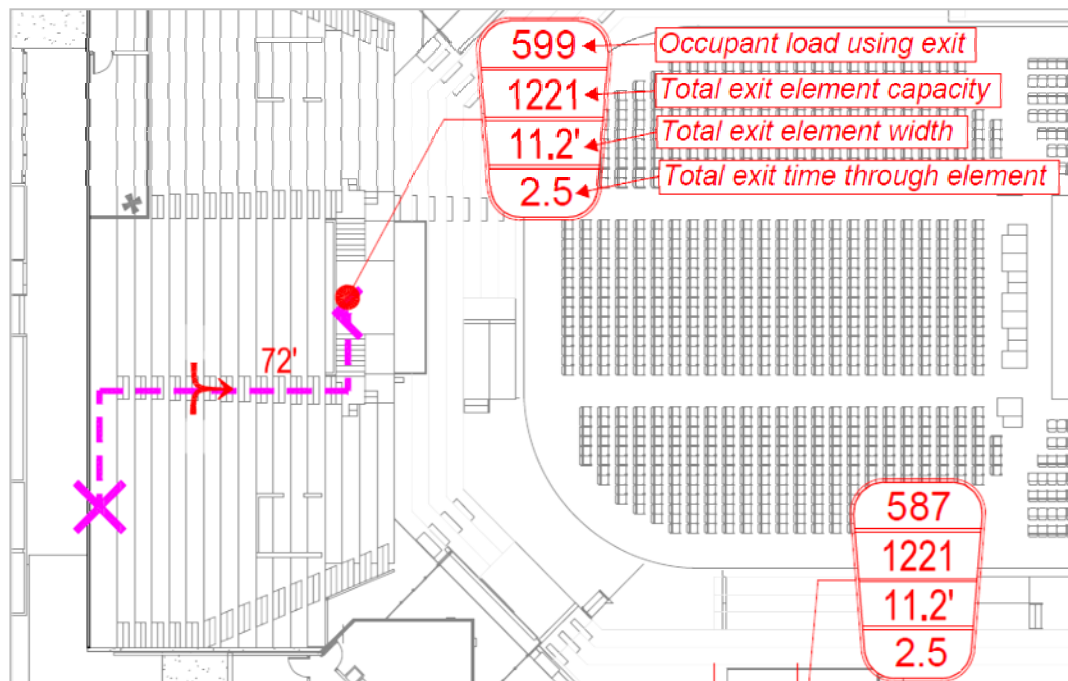 599
Occupant load using exit
1221
Total exit element capacity
11.2'
Total exit element width
2.5
Total exit time through element
72'
587
1221
11.2'
2.5